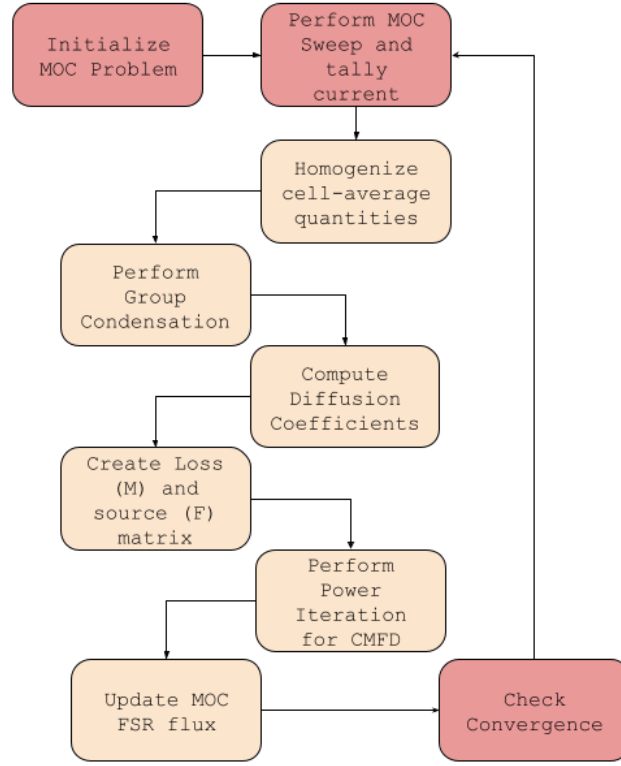 Initialize
MOC Problem
Perform MOC
Sweep and
tally
current
Homogenize
cell-average
quantities
Perform
Group
Condensation
Compute
Diffusion
Coefficients
Create Loss
(M) and
source (F)
matrix
Perform
Power
Iteration
for CMFD
Update MOC
FSR flux
Check
Convergence